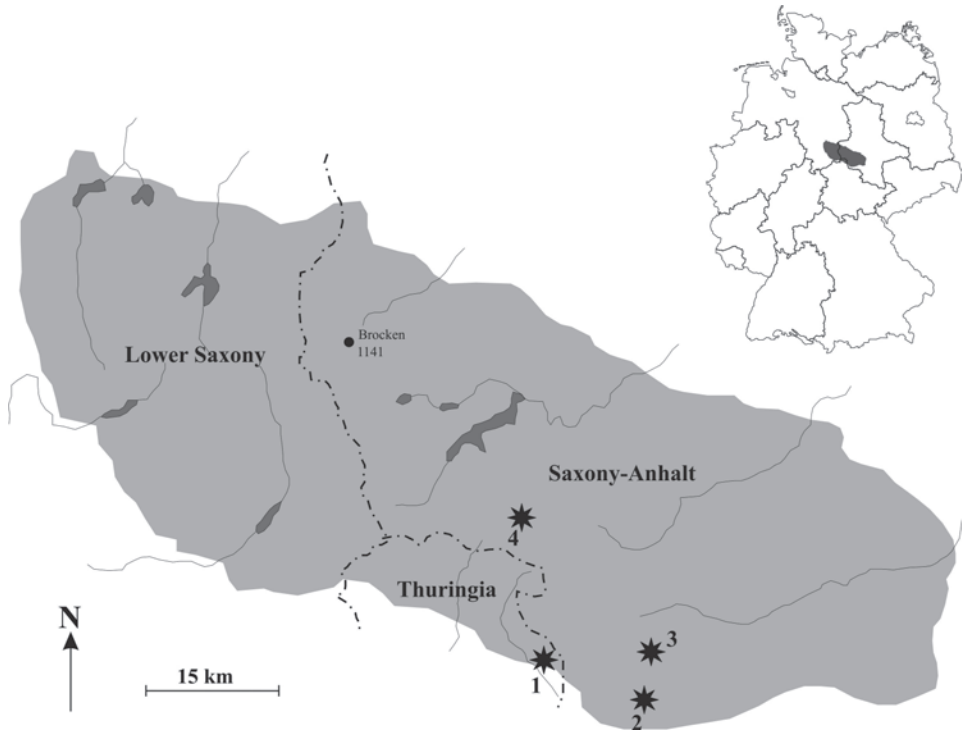 Brocken
1141
Lower Saxony
Saxony-Anhalt
4
Thuringia
N
3
15 km
1
2